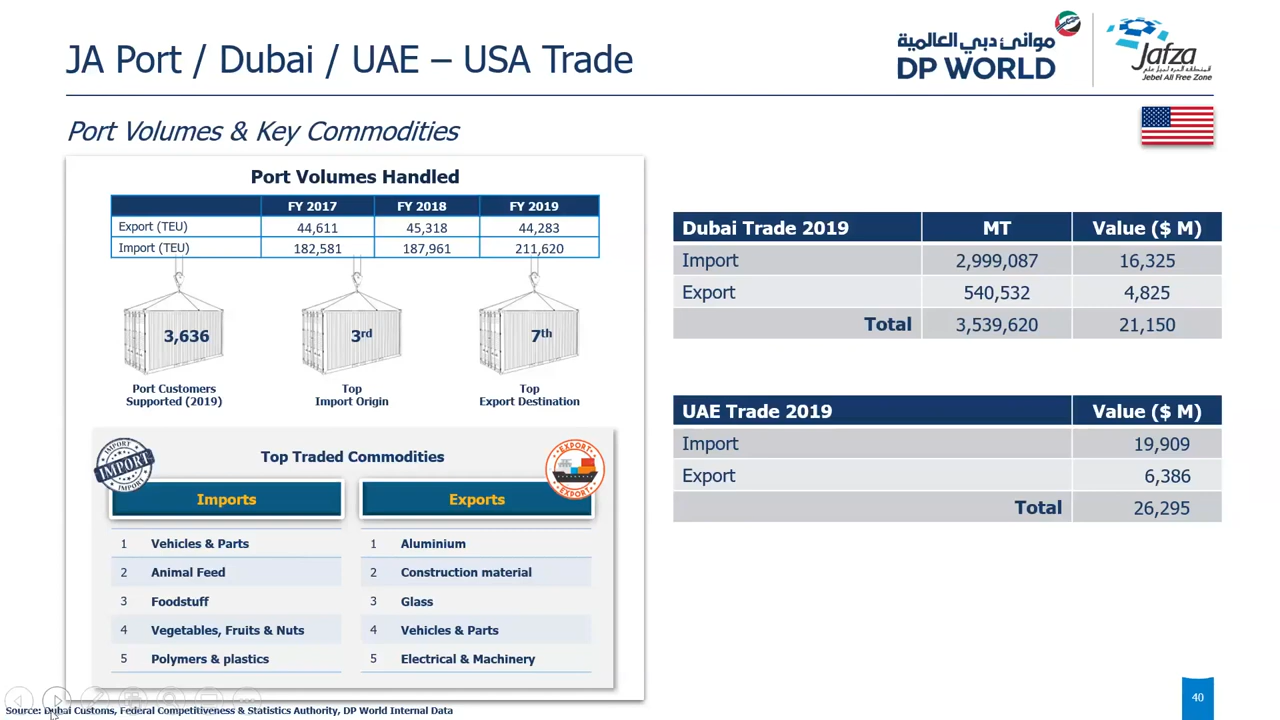 JA Port / Dubai / UAE – USA Trade
موانئ دبي العالمية
DP WORLD
Jafza
Jebel Ali Free Zone
Port Volumes & Key Commodities
Port Volumes Handled
FY 2017 FY 2018 FY 2019
Export (TEU) 44,611 45,318 44,283
Import (TEU) 182,581 187,961 211,620
3,636 3rd 7th
Port Customers Supported (2019)
Top Import Origin
Top Export Destination
Top Traded Commodities
IMPORT
IMPORT
IMPORT
EXPORT
EXPORT
Imports Exports
1 Vehicles & Parts 1 Aluminium
2 Animal Feed 2 Construction material
3 Foodstuff 3 Glass
4 Vegetables, Fruits & Nuts 4 Vehicles & Parts
5 Polymers & plastics 5 Electrical & Machinery
Dubai Trade 2019 MT Value ($ M)
Import 2,999,087 16,325
Export 540,532 4,825
Total 3,539,620 21,150
UAE Trade 2019 Value ($ M)
Import 19,909
Export 6,386
Total 26,295
Source: Dubai Customs, Federal Competitiveness & Statistics Authority, DP World Internal Data
40